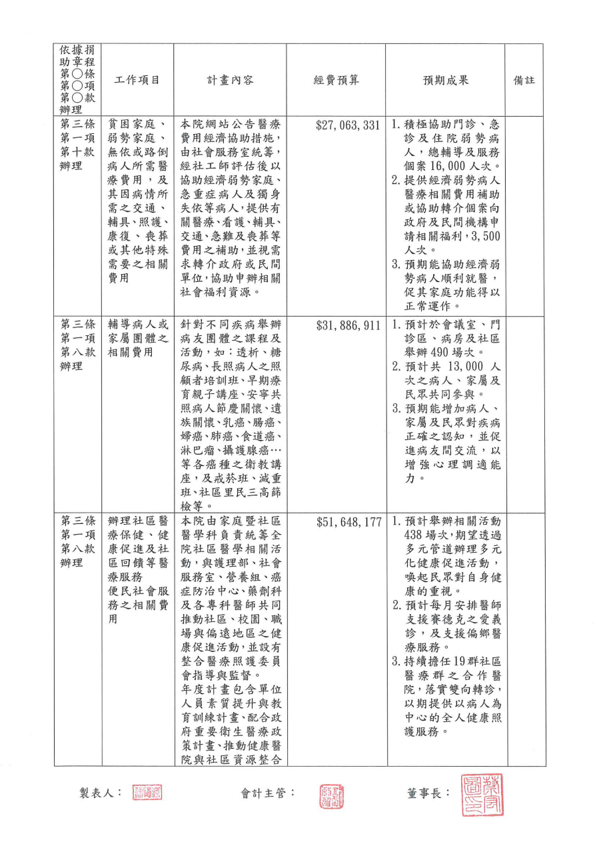 依據捐
助章程
第○條
第○項
第○款
辦理
工作項目
計畫內容
經費預算
預期成果
備註
第三條
第一項
第十款
辦理
貧困家庭、
弱勢家庭、
無依或路倒
病人所需醫
療費用，及
其因病情所
需之交通、
輔具、照護、
康復、喪葬
或其他特殊
需要之相關
費用
本院網站公告醫療
費用經濟協助措施，
由社會服務室統籌，
經社工師評估後以
協助經濟弱勢家庭、
急重症病人及獨身
失依等病人，提供有
關醫療、看護、輔具、
交通、急難及喪葬等
費用之補助，並視需
求轉介政府或民間
單位，協助申辦相關
社會福利資源。
$27,063,331
1. 積極協助門診、急
診及住院弱勢病
人，總輔導及服務
個案16,000人次。
2. 提供經濟弱勢病人
醫療相關費用補助
或協助轉介個案向
政府及民間機構申
請相關福利，3,500
人次。
3. 預期能協助經濟弱
勢病人順利就醫，
促其家庭功能得以
正常運作。
第三條
第一項
第八款
辦理
輔導病人或
家屬團體之
相關費用
針對不同疾病舉辦
病友團體之課程及
活動，如：透析、糖
尿病、長照病人之照
顧者培訓班、早期療
育親子講座、安寧共
照病人節慶關懷、遺
族關懷、乳癌、腸癌、
婦癌、肺癌、食道癌、
淋巴瘤、攝護腺癌…
等各癌種之衛教講
座，及戒菸班、減重
班、社區里民三高篩
檢等。
$31,886,911
1. 預計於會議室、門
診區、病房及社區
舉辦490場次。
2. 預計共 13,000 人
次之病人、家屬及
民眾共同參與。
3. 預期能增加病人、
家屬及民眾對疾病
正確之認知，並促
進病友間交流，以
增強心理調適能
力。
第三條
第一項
第八款
辦理
辦理社區醫
療保健、健
康促進及社
區回饋等醫
療服務
便民社會服
務之相關費
用
本院由家庭暨社區
醫學科負責統籌全
院社區醫學相關活
動，與護理部、社會
服務室、營養組、癌
症防治中心、藥劑科
及各專科醫師共同
推動社區、校園、職
場與偏遠地區之健
康促進活動，並設有
整合醫療照護委員
會指導與監督。
年度計畫包含單位
人員素質提升與教
育訓練計畫、配合政
府重要衛生醫療政
策計畫、推動健康醫
院與社區資源整合
$51,648,177
1. 預計舉辦相關活動
438場次，期望透過
多元管道辦理多元
化健康促進活動，
喚起民眾對自身健
康的重視。
2. 預計每月安排醫師
支援賽德克之愛義
診，及支援偏鄉醫
療服務。
3. 持續擔任19群社區
醫療群之合作醫
院，落實雙向轉診，
以期提供以病人為
中心的全人健康照
護服務。
製表人：
會計主管：
董事長：